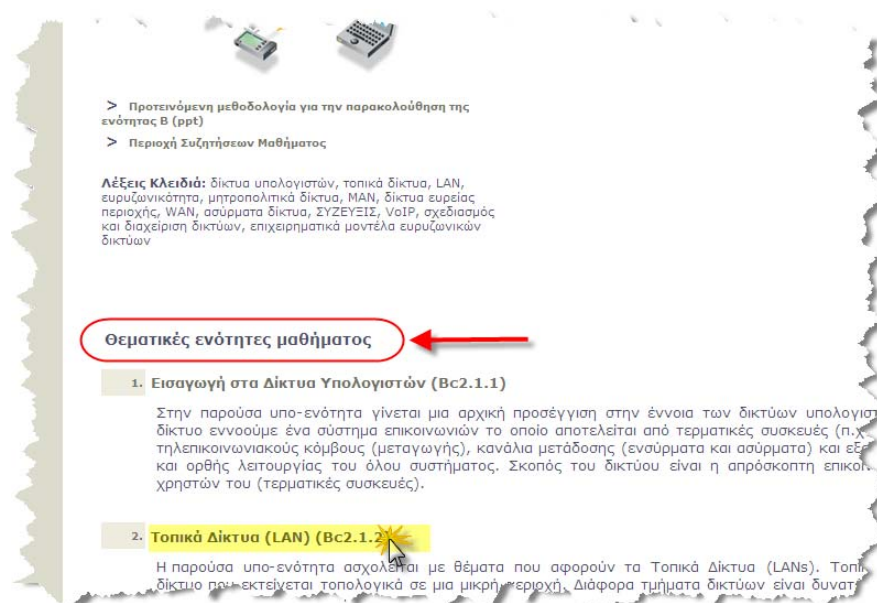 > Προτεινόμενη μεθοδολογία για την παρακολούθηση της
ενότητας Β (ppt)
> Περιοχή Συζητήσεων Μαθήματος
Λέξεις Κλειδιά: δίκτυα υπολογιστών, τοπικά δίκτυα, LAN,
ευρυζωνικότητα, μητροπολιτικά δίκτυα, MAN, δίκτυα ευρείας
περιοχής, WAN, ασύρματα δίκτυα, ΣΥΖΕΥΞΙΣ, VoIP, σχεδιασμός
και διαχείριση δικτύων, επιχειρηματικά μοντέλα ευρυζωνικών
δικτύων
Θεματικές ενότητες μαθήματος
1. Εισαγωγή στα Δίκτυα Υπολογιστών (Bc2.1.1)
Στην παρούσα υπο-ενότητα γίνεται μια αρχική προσέγγιση στην έννοια των δικτύων
δίκτυο εννοούμε ένα σύστημα επικοινωνιών το οποίο αποτελείται από τερματικές συσκευές (π.χ.
τηλεπικοινωνιακούς κόμβους (μεταγωγής), κανάλια μετάδοσης (ενσύρματα και ασύρματα) και
και ορθής λειτουργίας του όλου συστήματος. Σκοπός του δικτύου είναι η απρόσκοπτη
χρηστών του (τερματικές συσκευές).
2. Τοπικά Δίκτυα (LAN) (Bc2.1.2
Η παρούσα υπο-ενότητα ασχολείται με θέματα που αφορούν τα Τοπικά Δίκτυα (LANs).
δίκτυο που εκτείνεται τοπολογικά σε μια μικρή περιοχή. Διάφορα τμήματα δικτύων είναι